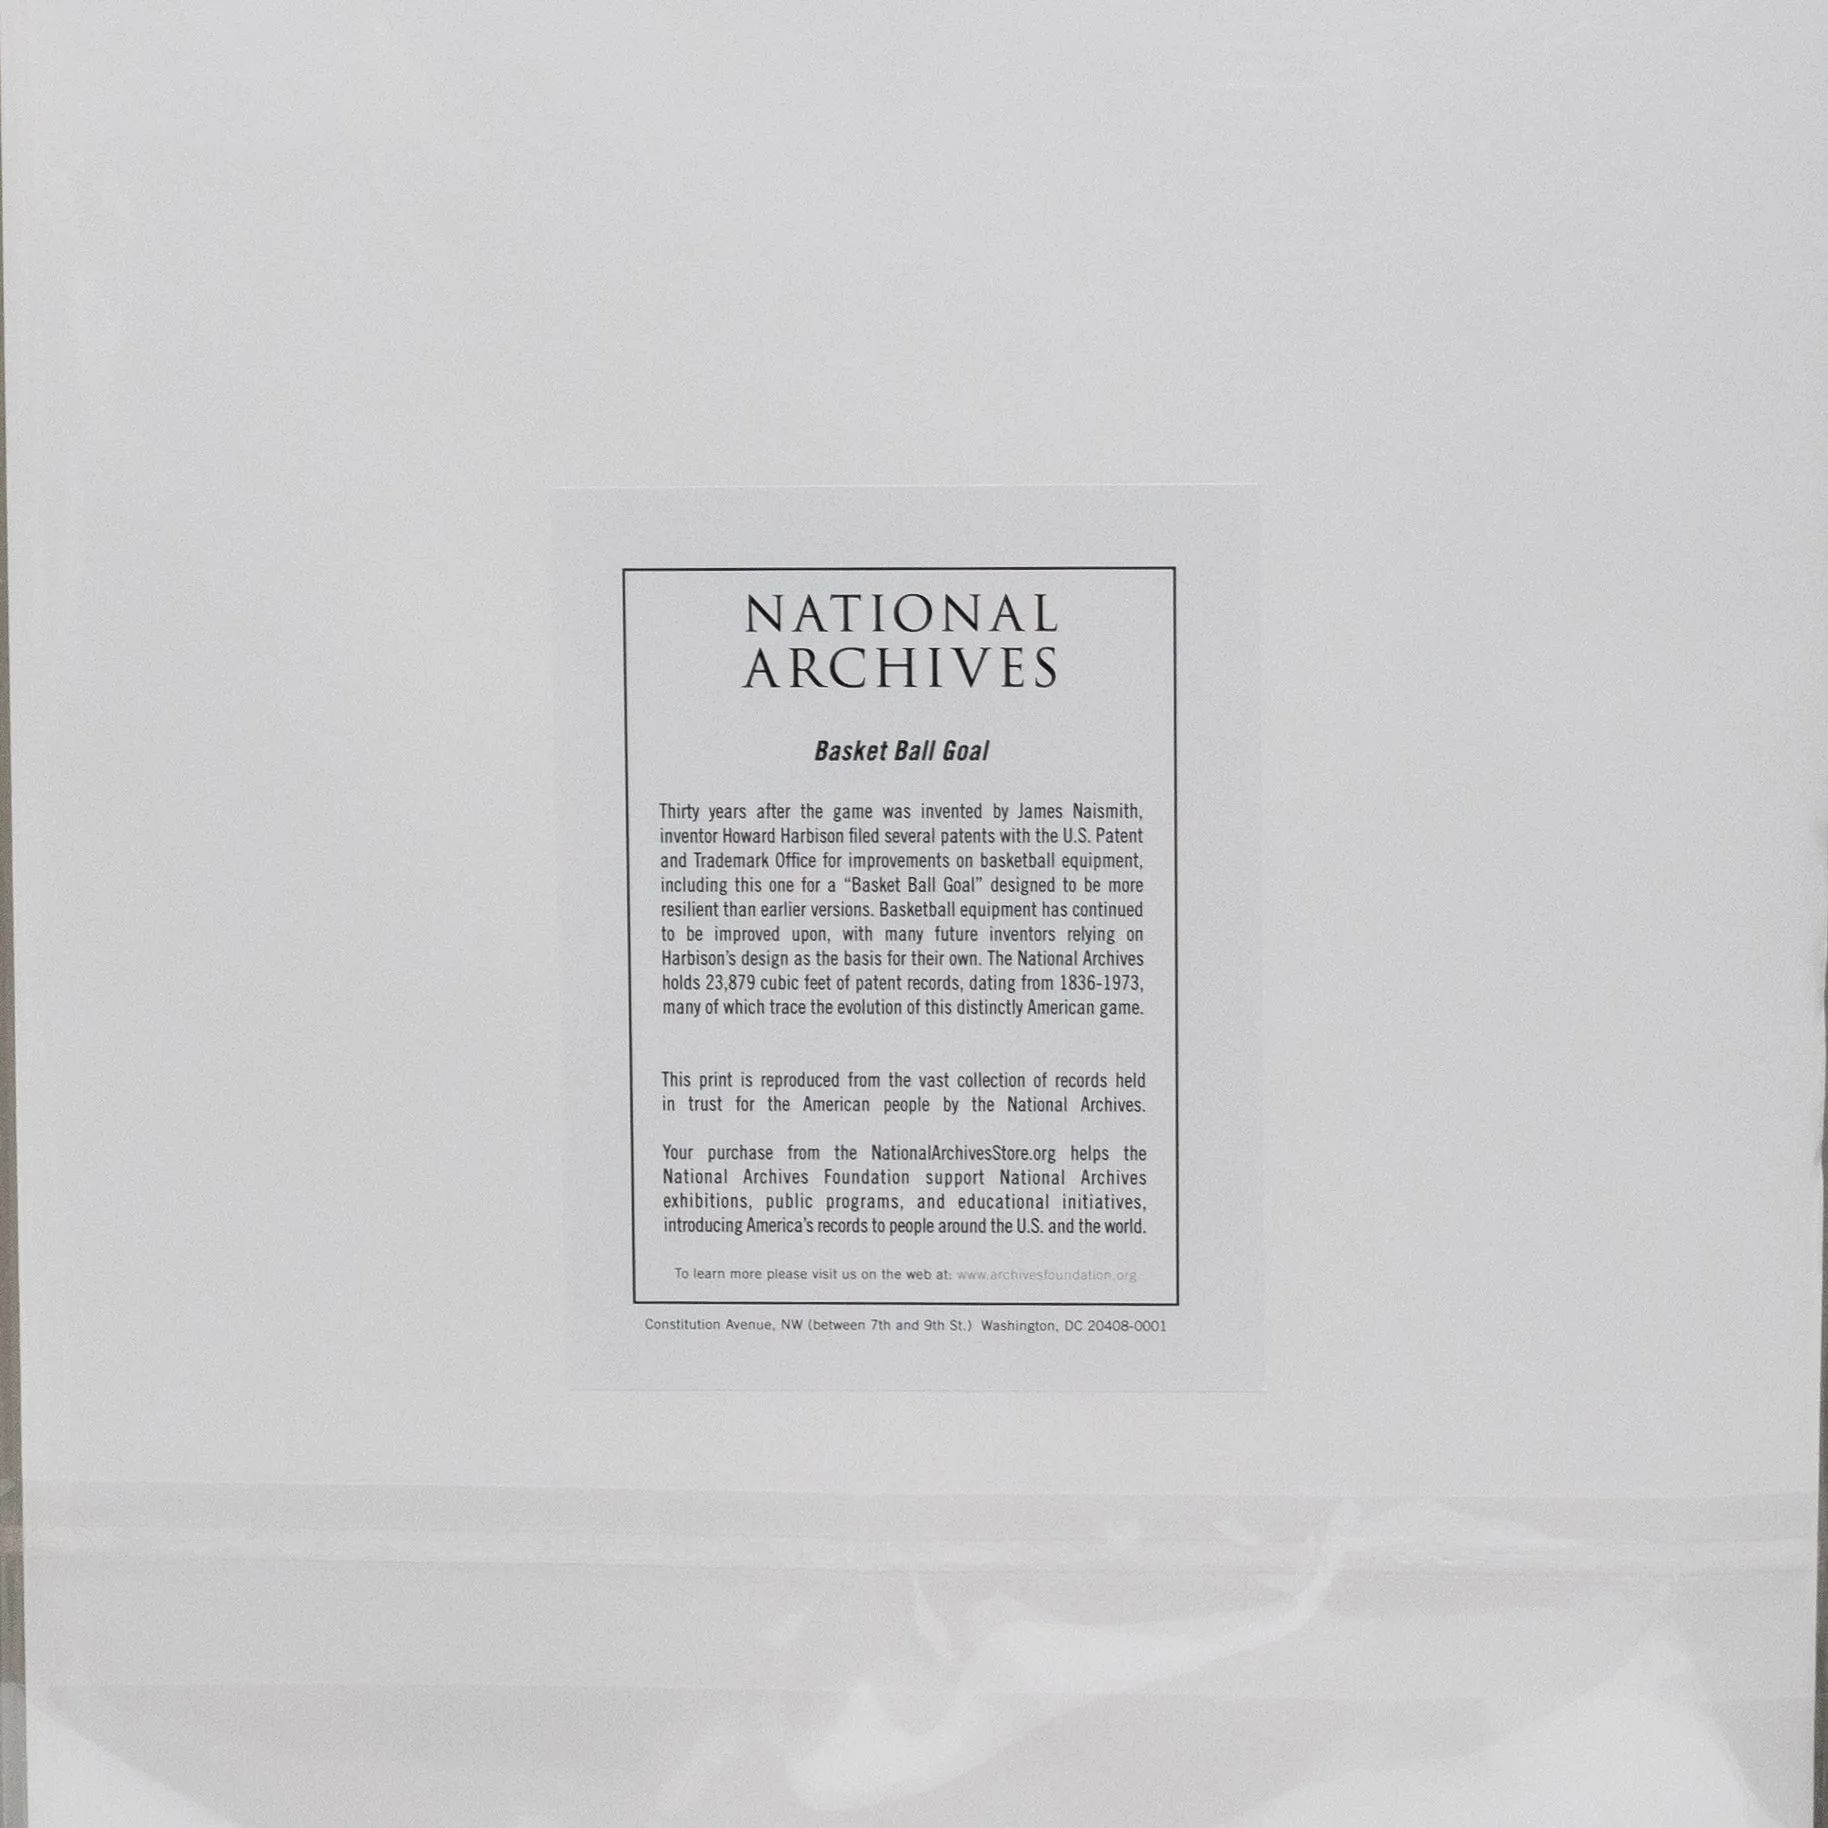 NATIONAL
ARCHIVES
Basket Ball Goal
Thirty years after the game was invented by James Naismith,
inventor Howard Harbison filed several patents with the U.S. Patent
and Trademark Office for improvements on basketball equipment,
including this one for a “Basket Ball Goal” designed to be more
resilient than earlier versions. Basketball equipment has continued
to be improved upon, with many future inventors relying on
Harbison’s design as the basis for their own. The National Archives
holds 23,879 cubic feet of patent records, dating from 1836-1973,
many of which trace the evolution of this distinctly American game.
This print is reproduced from the vast collection of records held
in trust for the American people by the National Archives.
Your purchase from the NationalArchivesStore.org helps the
National Archives Foundation support National Archives
exhibitions, public programs, and educational initiatives,
introducing America’s records to people around the U.S. and the world.
To learn more please visit us on the web at: www.archivesfoundation.org
Constitution Avenue, NW (between 7th and 9th St.) Washington, DC 20408-0001